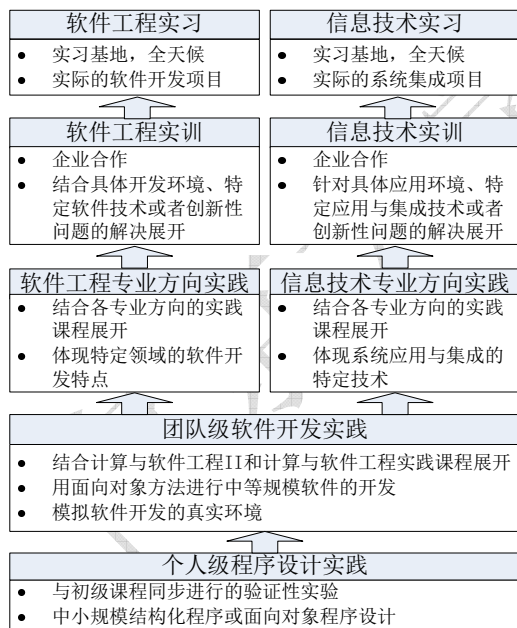 软件工程实习
● 实习基地，全天候
● 实际的软件开发项目
信息技术实习
● 实习基地，全天候
● 实际的系统集成项目
软件工程实训
● 企业合作
● 结合具体开发环境、特
定软件技术或者创新性
问题的解决展开
信息技术实训
● 企业合作
● 针对具体应用环境、特
定应用与集成技术或者
创新性问题的解决展开
软件工程专业方向实践
● 结合各专业方向的实践
课程展开
● 体现特定领域的软件开
发特点
信息技术专业方向实践
● 结合各专业方向的实践
课程展开
● 体现系统应用与集成的
特定技术
团队级软件开发实践
● 结合计算与软件工程II和计算与软件工程实践课程展开
● 用面向对象方法进行中等规模软件的开发
● 模拟软件开发的真实环境
个人级程序设计实践
● 与初级课程同步进行的验证性实验
● 中小规模结构化程序或面向对象程序设计